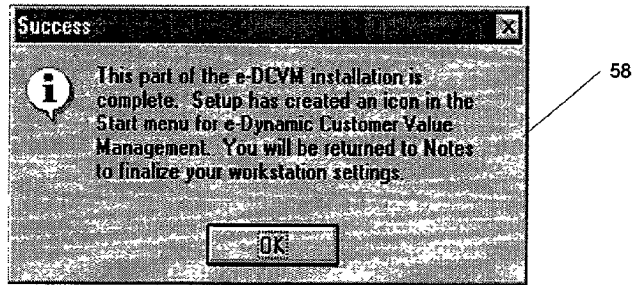 Success
This part of the e-DCVM installation is
complete. Setup has created an icon in the
Start menu for e-Dynamic Customer Value
Management. You will be returned to Notes
to finalize your workstation settings.
OK
58